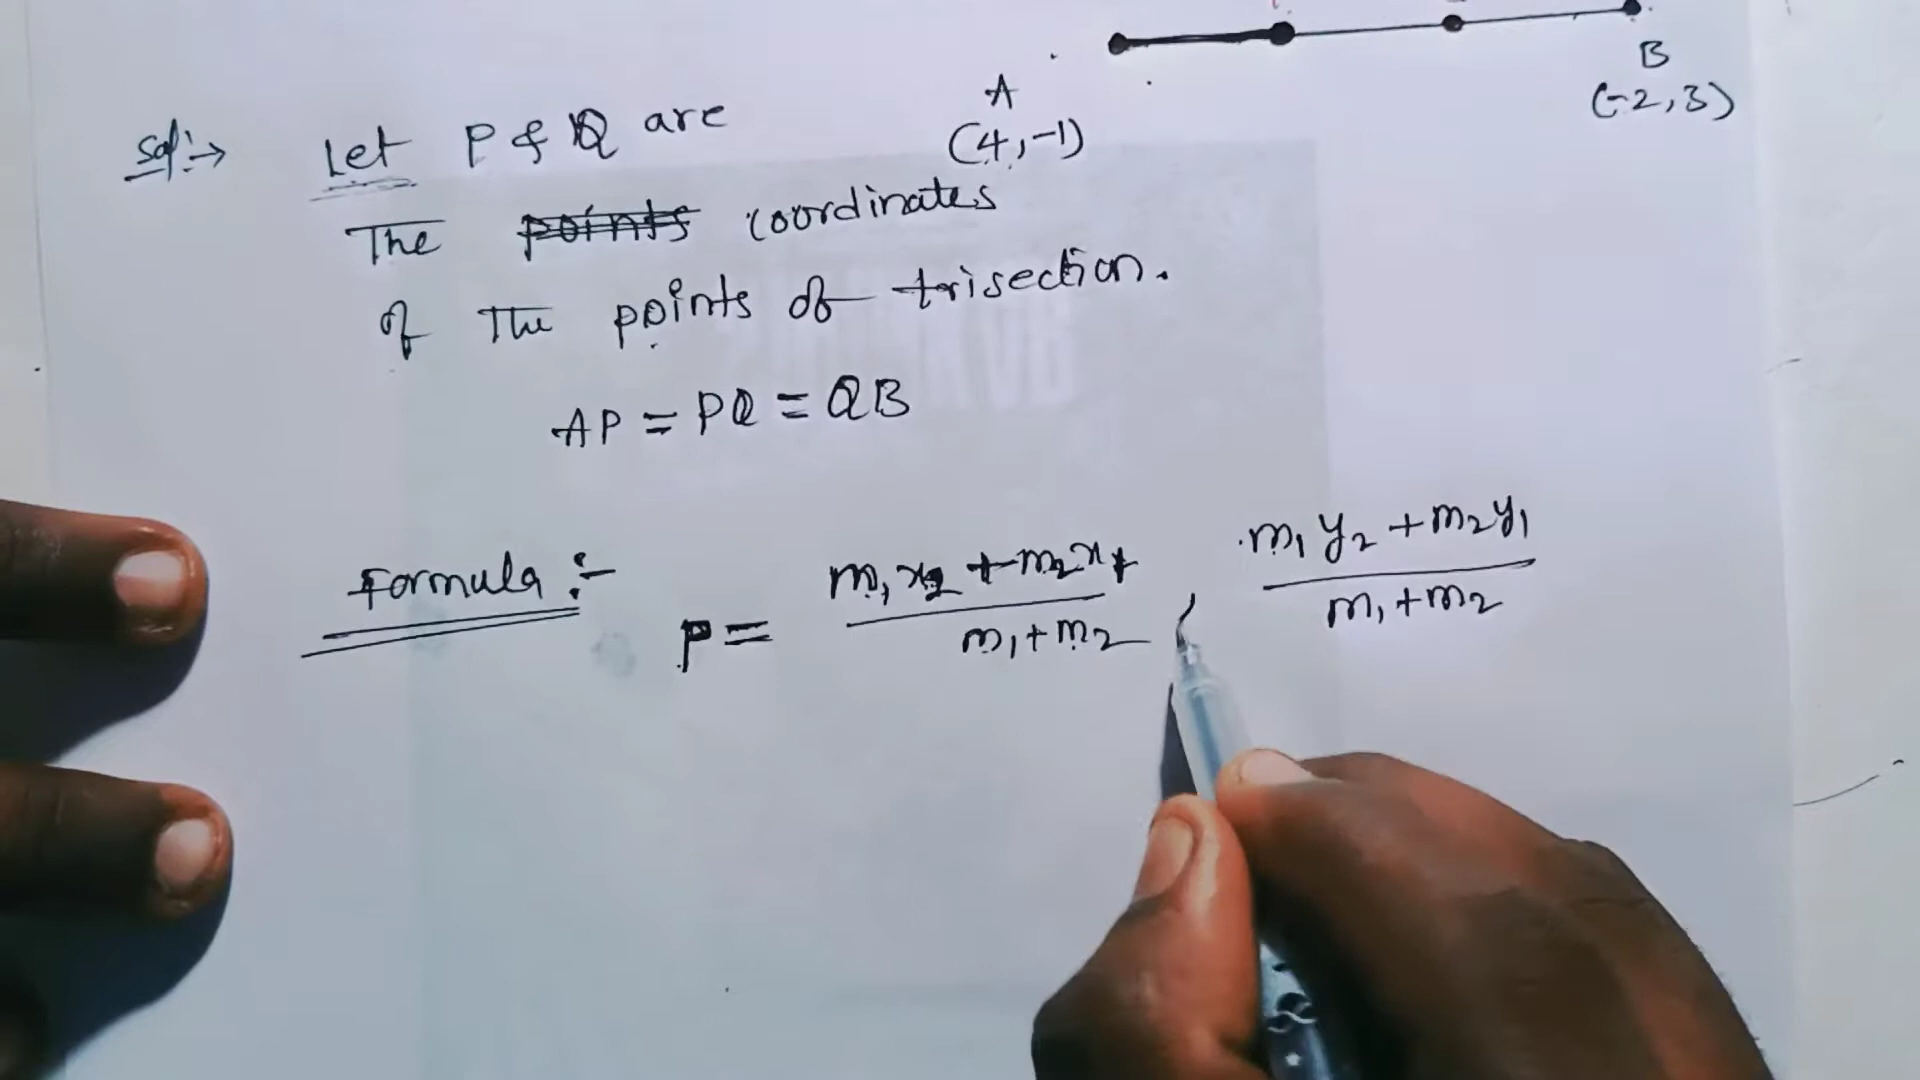 B
A
(-2,3)
Sol:→ Let P & Q are
(4,-1)
The points coordinates
of The points of trisection.
AP = PQ = QB
m₁y₂+m₂y₁
Formula :- P = m₁x₂+m₂x₁ ,
m₁+m₂
m₁+m₂